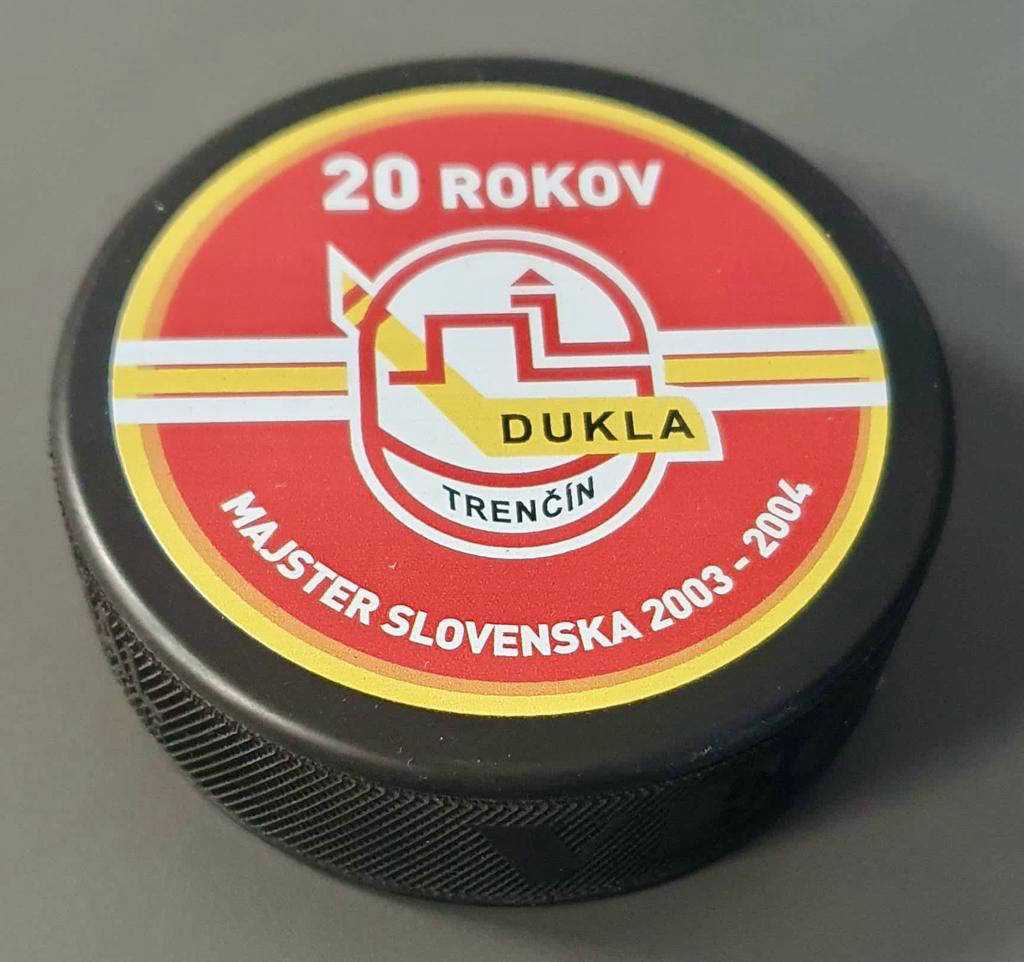 20 ROKOV
DUKLA
TRENČÍN
MAJSTER SLOVENSKA 2003 - 2004